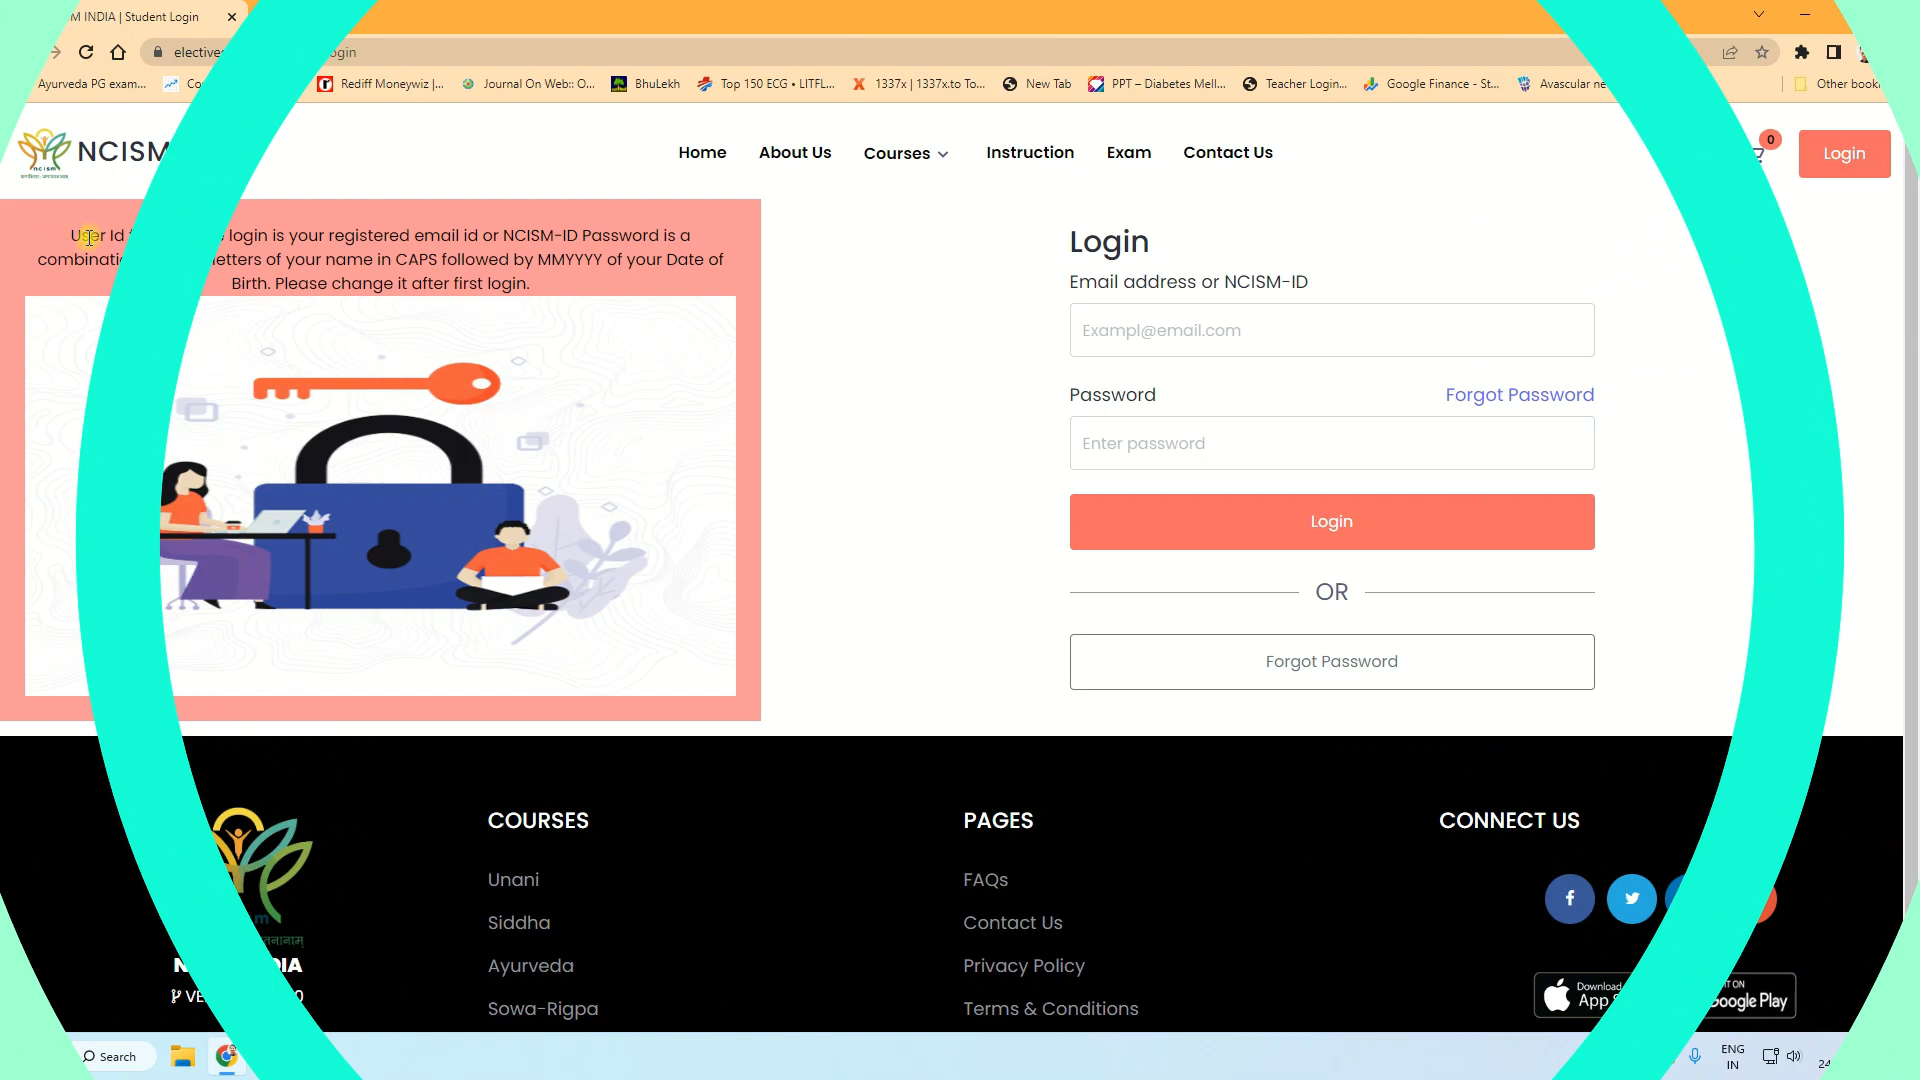 M INDIA | Student Login
elective
ogin
Ayurveda PG exam...
Rediff Moneywiz |...
Journal On Web:: O...
BhuLekh
Top 150 ECG • LITFL...
1337x | 1337x.to To...
New Tab
PPT – Diabetes Mell...
Teacher Login...
Google Finance - St...
Avascular ne
Other book
NCISM
Home
About Us
Courses
Instruction
Exam
Contact Us
0
Login
User Id login is your registered email id or NCISM-ID Password is a
letters of your name in CAPS followed by MMYYYY of your Date of
Birth. Please change it after first login.
Login
Email address or NCISM-ID
Exampl@email.com
Password
Forgot Password
Enter password
Login
OR
Forgot Password
COURSES
Unani
Siddha
Ayurveda
Sowa-Rigpa
PAGES
FAQs
Contact Us
Privacy Policy
Terms & Conditions
CONNECT US
Download
App
Google Play
Search
ENG
IN